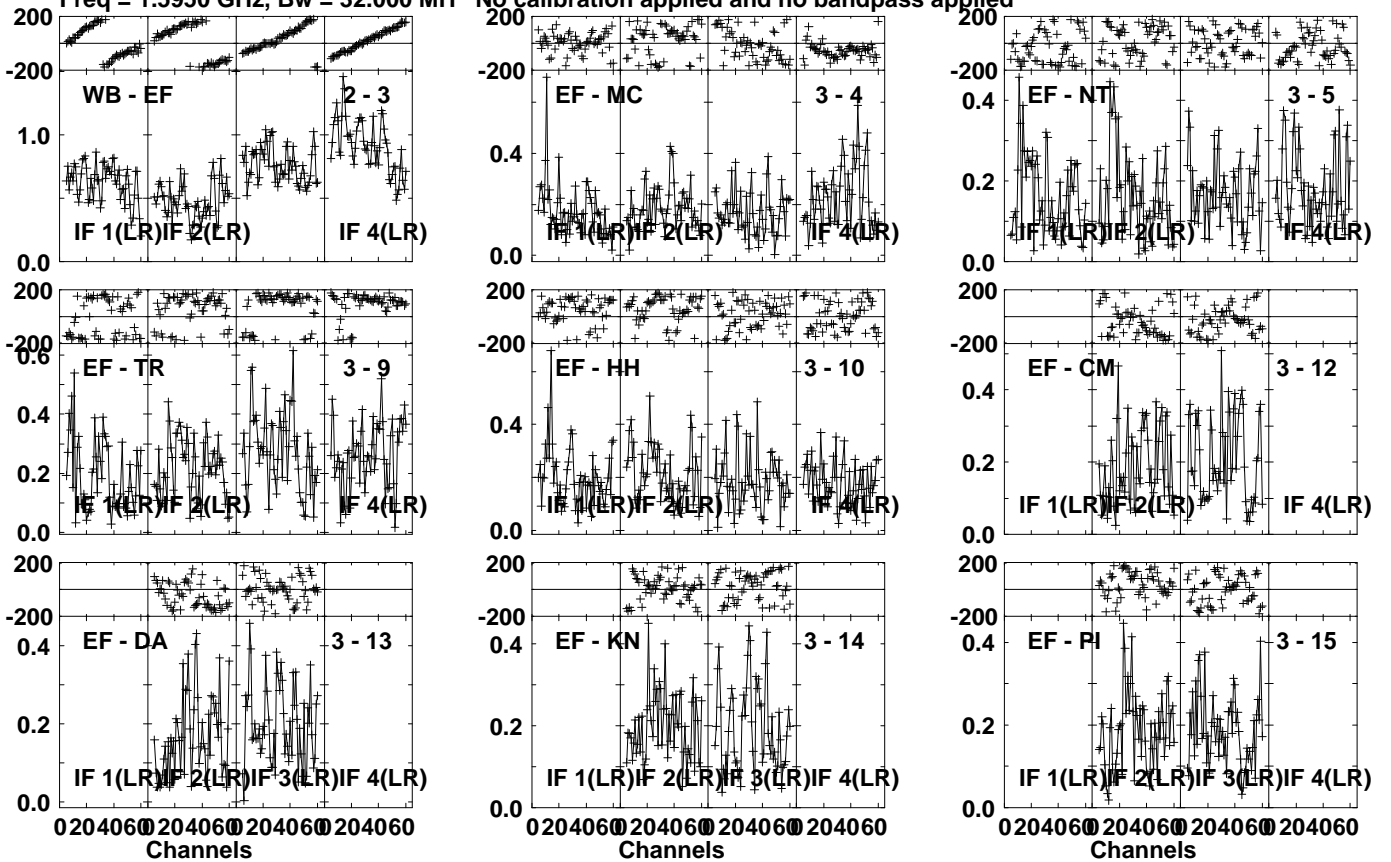 Freq = 1.5950 GHz, Bw = 32.000 MH No calibration applied and no bandpass applied
200
-200
WB - EF 2 - 3
1.0
0.0
IF 1(LR) IF 2(LR) IF 4(LR)
200
-200
EF - MC 3 - 4
0.4
0.0
IF 1(LR) IF 2(LR) IF 4(LR)
200
-200
EF - NT 3 - 5
0.4
0.2
0.0
IF 1(LR) IF 2(LR) IF 4(LR)
200
-200
0.6
EF - TR 3 - 9
0.4
0.2
0.0
IF 1(LR) IF 2(LR) IF 4(LR)
200
-200
EF - HH 3 - 10
0.4
0.0
IF 1(LR) IF 2(LR) IF 4(LR)
200
-200
EF - CM 3 - 12
0.4
0.2
0.0
IF 1(LR) IF 2(LR) IF 4(LR)
200
-200
EF - DA 3 - 13
0.4
0.2
0.0
IF 1(LR) IF 2(LR) IF 3(LR) IF 4(LR)
0 20 40 60 0 20 40 60 0 20 40 60 0 20 40 60
Channels
200
-200
EF - KN 3 - 14
0.4
0.2
0.0
IF 1(LR) IF 2(LR) IF 3(LR) IF 4(LR)
0 20 40 60 0 20 40 60 0 20 40 60 0 20 40 60
Channels
200
-200
EF - PI 3 - 15
0.4
0.2
0.0
IF 1(LR) IF 2(LR) IF 3(LR) IF 4(LR)
0 20 40 60 0 20 40 60 0 20 40 60 0 20 40 60
Channels